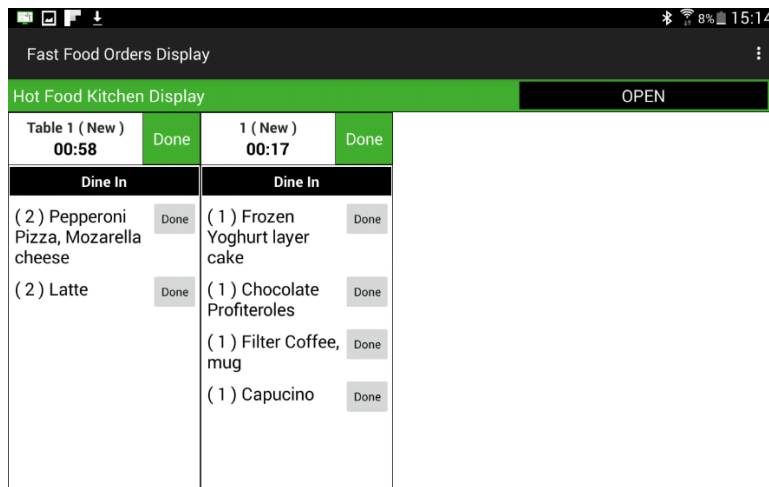 8% 15:14
Fast Food Orders Display
Hot Food Kitchen Display OPEN
Table 1 ( New )
00:58
Done
1 ( New )
00:17
Done
Dine In
( 2 ) Pepperoni
Pizza, Mozarella
cheese
Done
( 2 ) Latte
Done
Dine In
( 1 ) Frozen
Yoghurt layer
cake
Done
( 1 ) Chocolate
Profiteroles
Done
( 1 ) Filter Coffee,
mug
Done
( 1 ) Capucino
Done